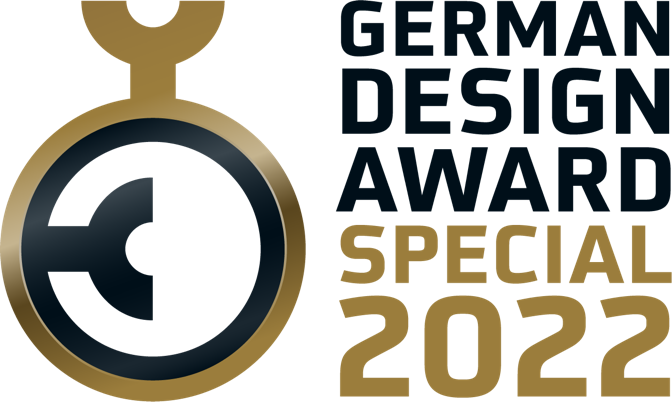 GERMAN
DESIGN
AWARD
SPECIAL
2022